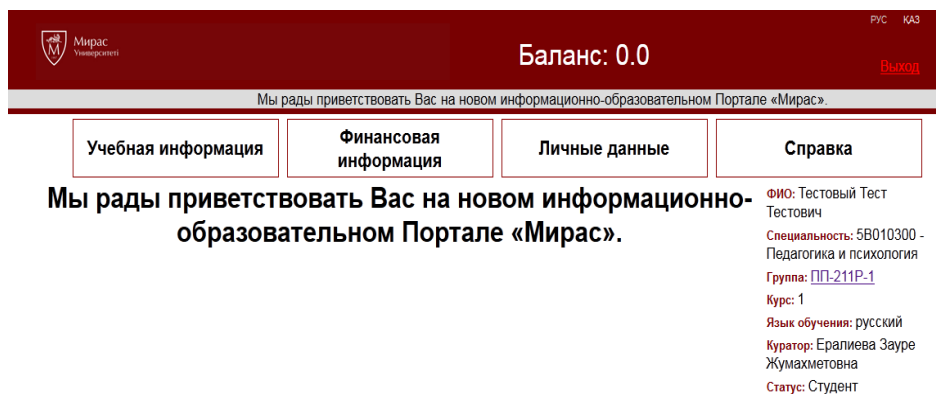 РУС ҚАЗ
Мирас
Университеті
Баланс: 0.0
Выход
Мы рады приветствовать Вас на новом информационно-образовательном Портале «Мирас».
Учебная информация
Финансовая
информация
Личные данные
Справка
Мы рады приветствовать Вас на новом информационно-
образовательном Портале «Мирас».
ФИО: Тестовый Тест
Тестович
Специальность: 5В010300 -
Педагогика и психология
Группа: ПП-211Р-1
Курс: 1
Язык обучения: русский
Куратор: Ералиева Зауре
Жумахметовна
Статус: Студент